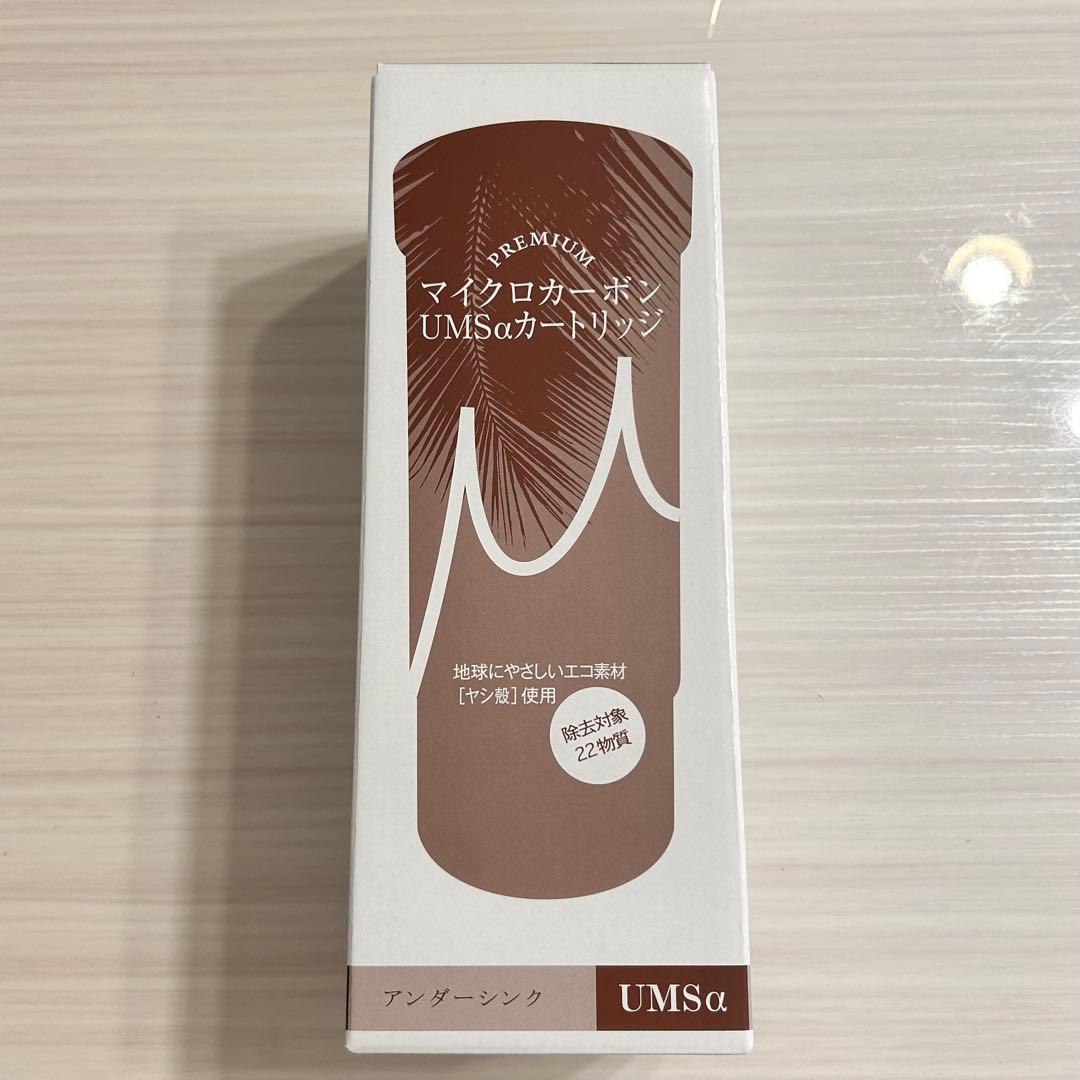 PREMIUM
マイクロカーボン
UMSαカートリッジ
μ
地球にやさしいエコ素材
[ヤシ殻]使用
除去対象
22物質
アンダーシンク
UMSα